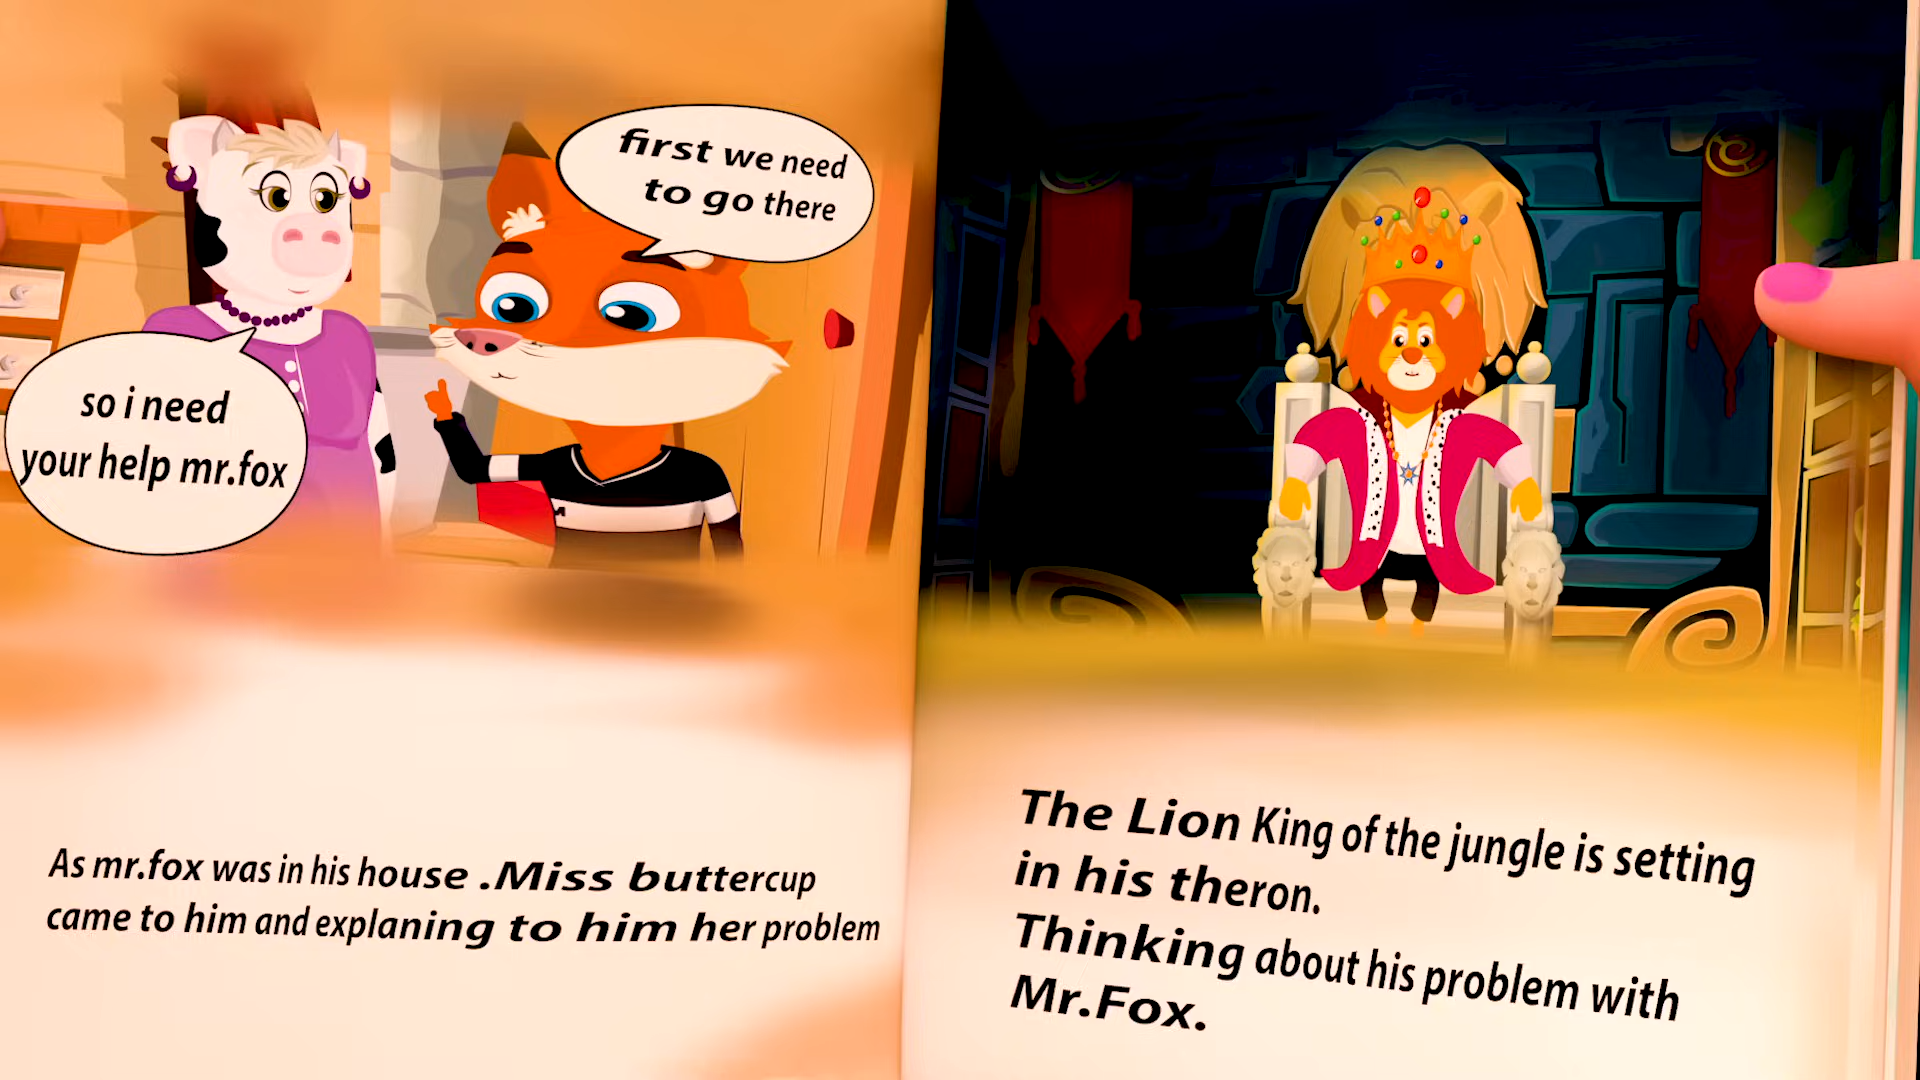 first we need
to go there
so i need
your help mr.fox
As mr.fox was in his house .Miss buttercup
came to him and explaning to him her problem
The Lion King of the jungle is setting
in his theron.
Thinking about his problem with
Mr.Fox.